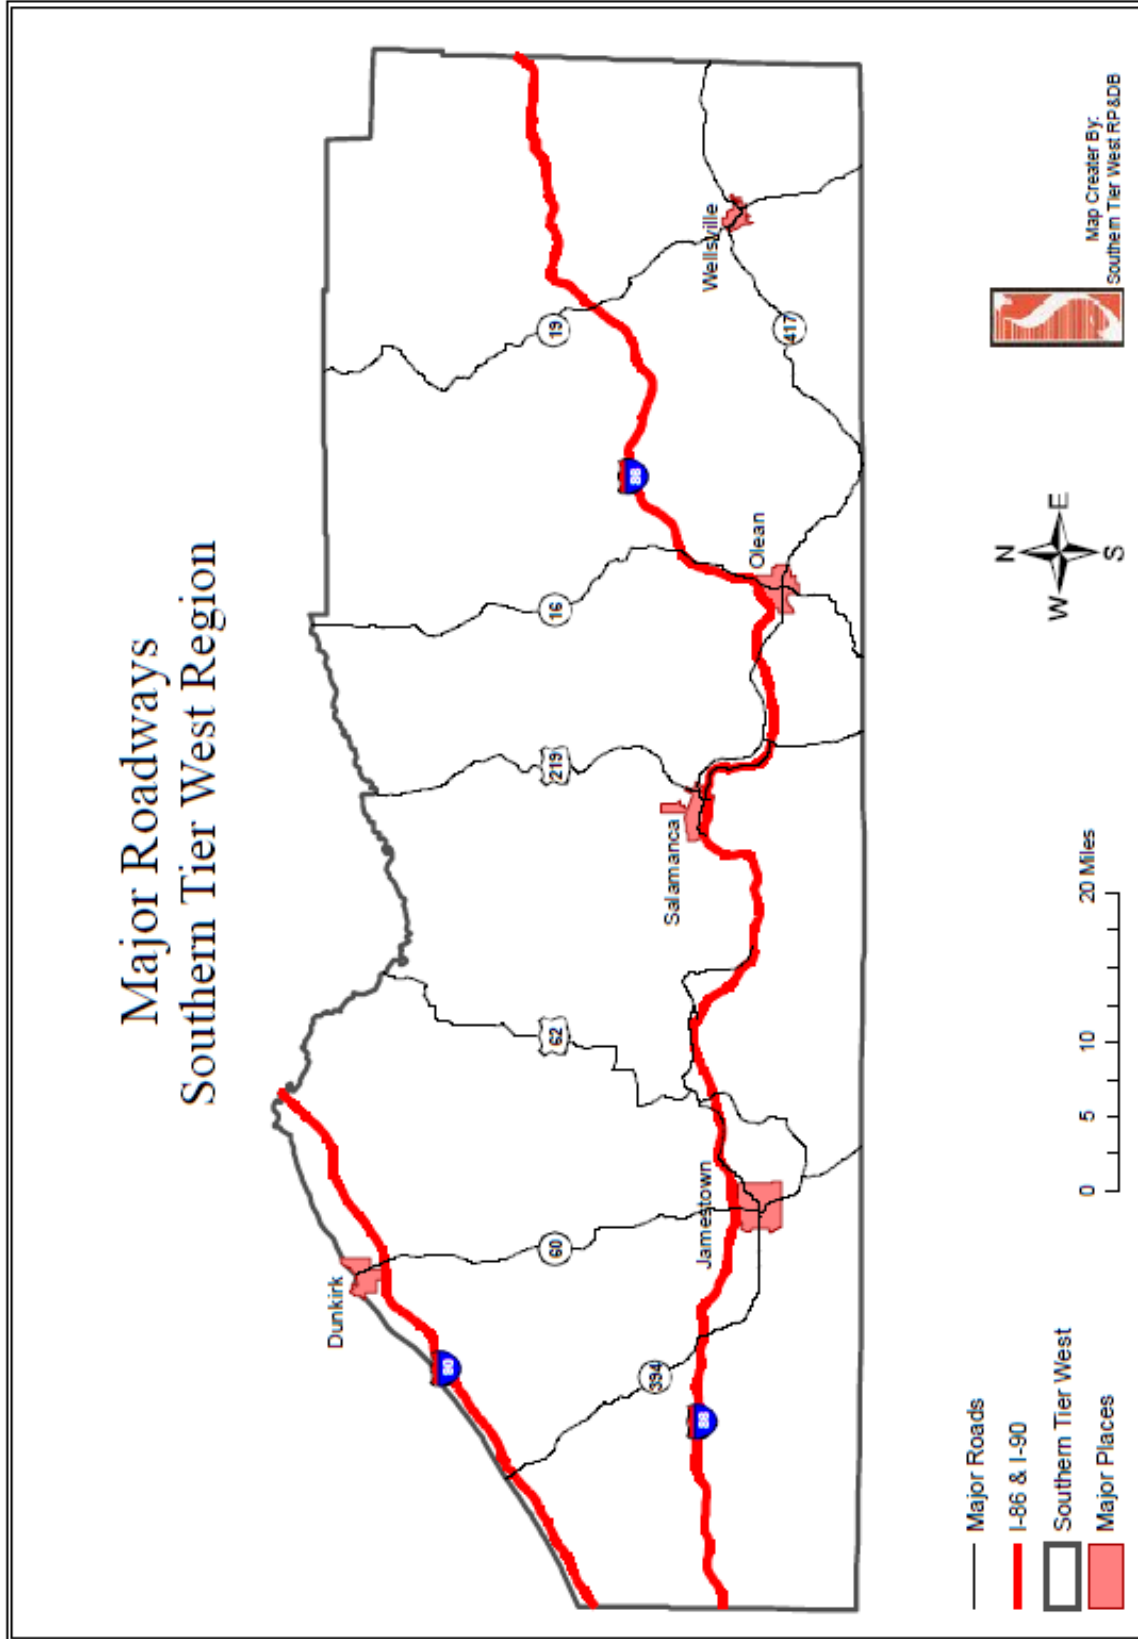 Major Roadways
Southern Tier West Region
Dunkirk
Jamestown
Salamanca
Olean
Wellsville
60
62
219
16
19
394
417
86
N
W
E
S
Major Roads
I-86 & I-90
Southern Tier West
Major Places
0 5 10 20 Miles
Map Creater By:
Southern Tier West RP&DB